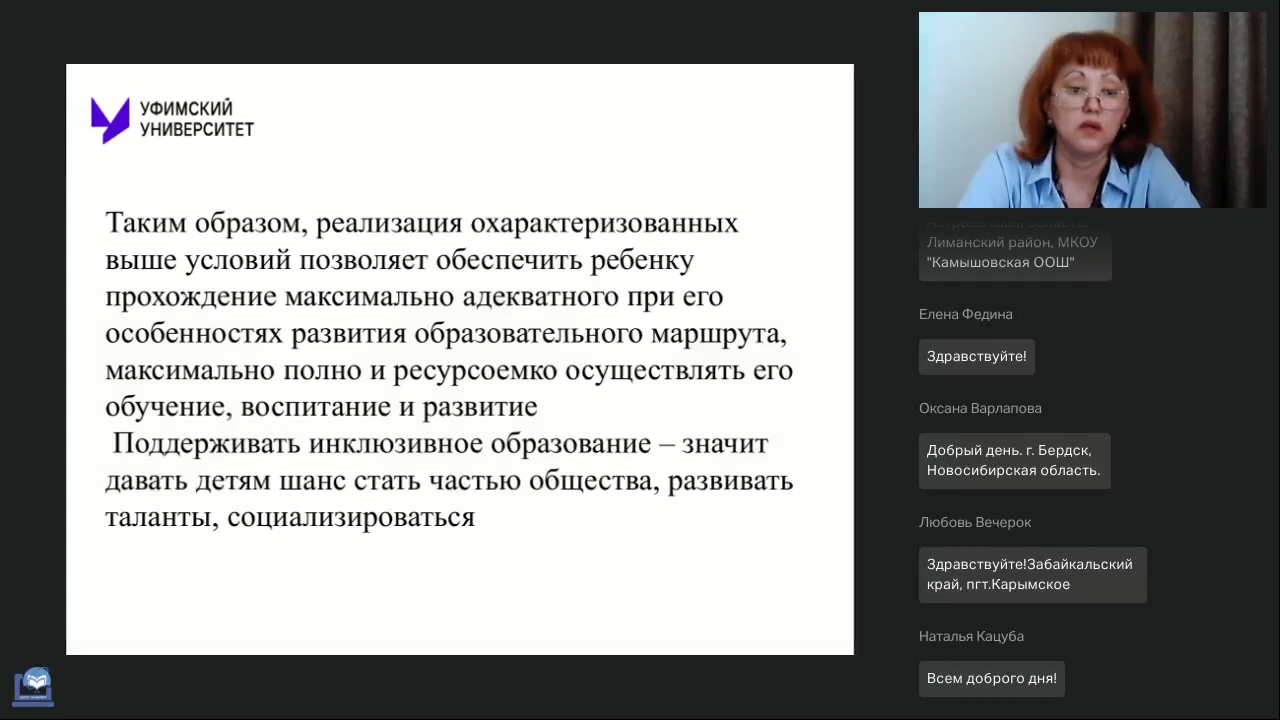 УФИМСКИЙ
УНИВЕРСИТЕТ
Таким образом, реализация охарактеризованных
выше условий позволяет обеспечить ребенку
прохождение максимально адекватного при его
особенностях развития образовательного маршрута,
максимально полно и ресурсоемко осуществлять его
обучение, воспитание и развитие
Поддерживать инклюзивное образование – значит
давать детям шанс стать частью общества, развивать
таланты, социализироваться
Лиманский район, МКОУ
"Камышовская ООШ"
Елена Федина
Здравствуйте!
Оксана Варлапова
Добрый день. г. Бердск,
Новосибирская область.
Любовь Вечерок
Здравствуйте!Забайкальский
край, пгт.Карымское
Наталья Кацуба
Всем доброго дня!